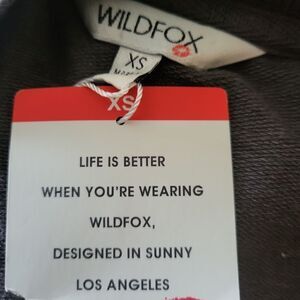 WILDFOX
XS
XS
LIFE IS BETTER
WHEN YOU'RE WEARING
WILDFOX,
DESIGNED IN SUNNY
LOS ANGELES